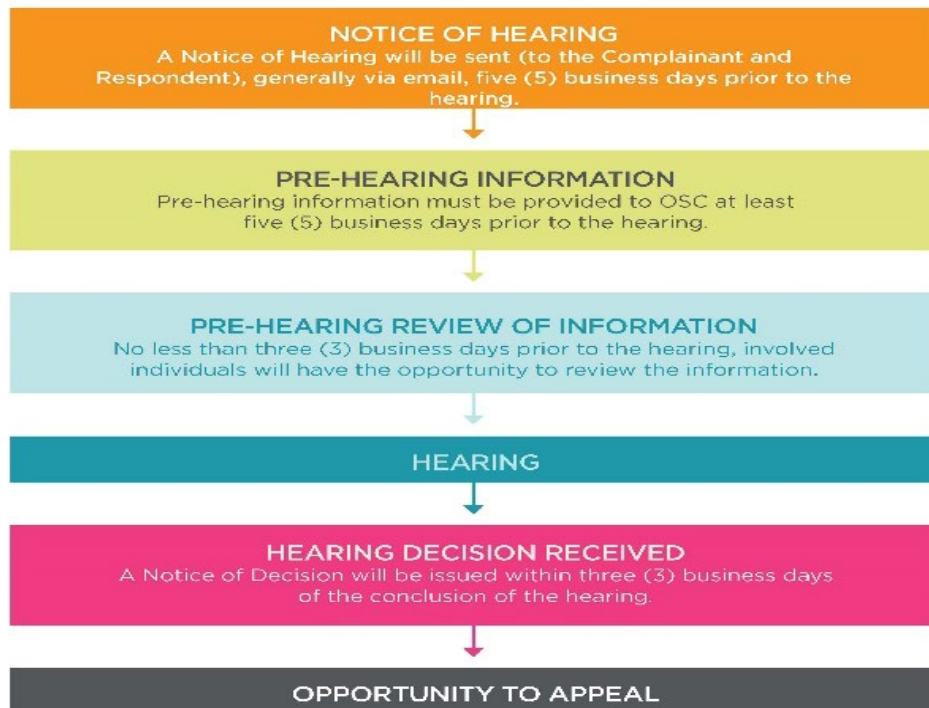 NOTICE OF HEARING
A Notice of Hearing will be sent (to the Complainant and
Respondent), generally via email, five (5) business days prior to the
hearing.
PRE-HEARING INFORMATION
Pre-hearing information must be provided to OSC at least
five (5) business days prior to the hearing.
PRE-HEARING REVIEW OF INFORMATION
No less than three (3) business days prior to the hearing, involved
individuals will have the opportunity to review the information.
HEARING
HEARING DECISION RECEIVED
A Notice of Decision will be issued within three (3) business days
of the conclusion of the hearing.
OPPORTUNITY TO APPEAL